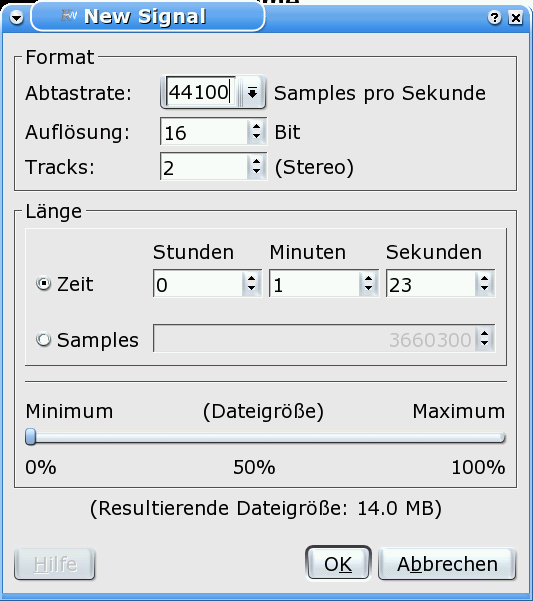 New Signal
Format
Abtastrate: 44100 Samples pro Sekunde
Auflösung: 16 Bit
Tracks: 2 (Stereo)
Länge
Stunden Minuten Sekunden
Zeit 0 1 23
Samples 3660300
Minimum (Dateigröße) Maximum
0% 50% 100%
(Resultierende Dateigröße: 14.0 MB)
Hilfe OK Abbrechen